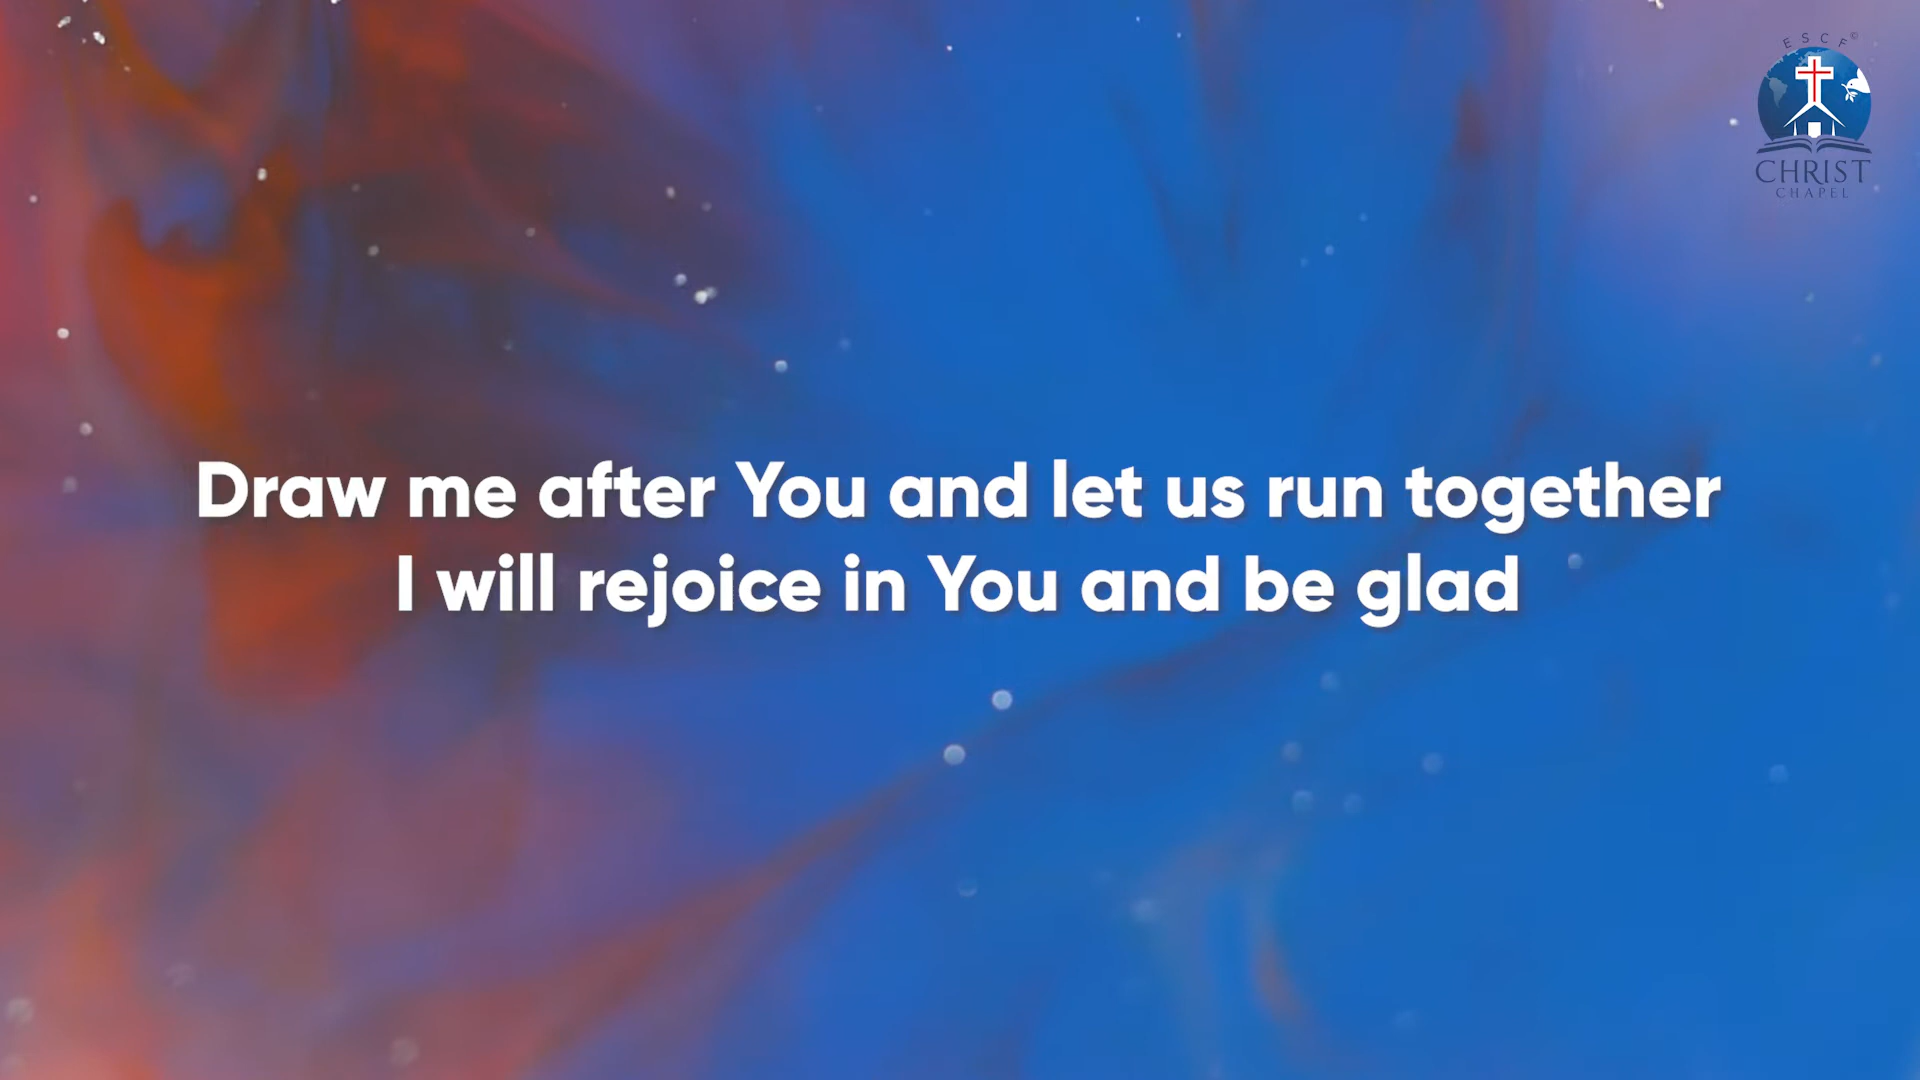 ESCF©
CHRIST
CHAPEL
Draw me after You and let us run together
I will rejoice in You and be glad